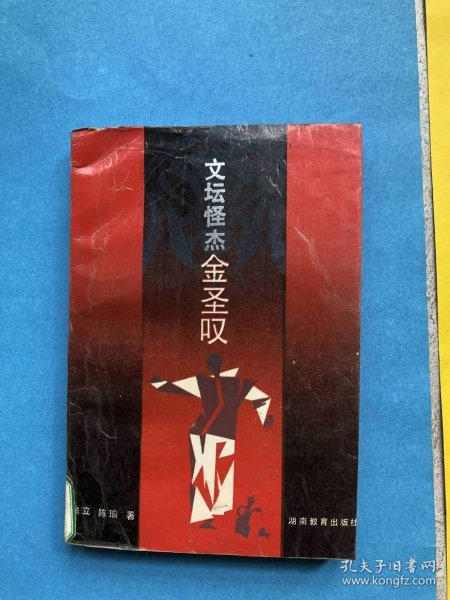 文坛怪杰
金圣叹
立 陈瑜 著
湖南教育出版社
孔夫子旧书网
www.kongfz.com